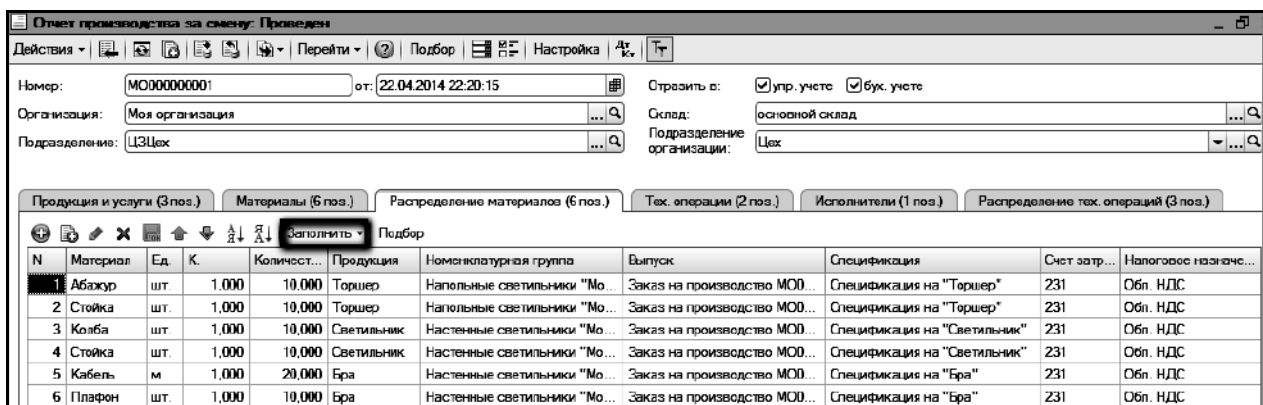 Отчет производства за смену: Проведен
Действия Перейти Подбор Настройка Дт Кт Тт
Номер: МО000000001 от: 22.04.2014 22:20:15 Отразить в: упр. учете бух. учете
Организация: Моя организация ... Склад: основной склад ...
Подразделение: ЦЗЦех ... Подразделение организации: Цех ...
Продукция и услуги (3 поз.) Материалы (6 поз.) Распределение материалов (6 поз.) Тех. операции (2 поз.) Исполнители (1 поз.) Распределение тех. операций (3 поз.)
Заполнить Подбор
N Материал Ед. К. Количест... Продукция Номенклатурная группа Выпуск Спецификация Счет затр... Налоговое назначе...
1 Абажур шт. 1,000 10,000 Торшер Напольные светильники "Мо... Заказ на производство МО0... Спецификация на "Торшер" 231 Обл. НДС
2 Стойка шт. 1,000 10,000 Торшер Напольные светильники "Мо... Заказ на производство МО0... Спецификация на "Торшер" 231 Обл. НДС
3 Колба шт. 1,000 10,000 Светильник Настенные светильники "Мо... Заказ на производство МО0... Спецификация на "Светильник" 231 Обл. НДС
4 Стойка шт. 1,000 10,000 Светильник Настенные светильники "Мо... Заказ на производство МО0... Спецификация на "Светильник" 231 Обл. НДС
5 Кабель м 1,000 20,000 Бра Настенные светильники "Мо... Заказ на производство МО0... Спецификация на "Бра" 231 Обл. НДС
6 Плафон шт. 1,000 10,000 Бра Настенные светильники "Мо... Заказ на производство МО0... Спецификация на "Бра" 231 Обл. НДС